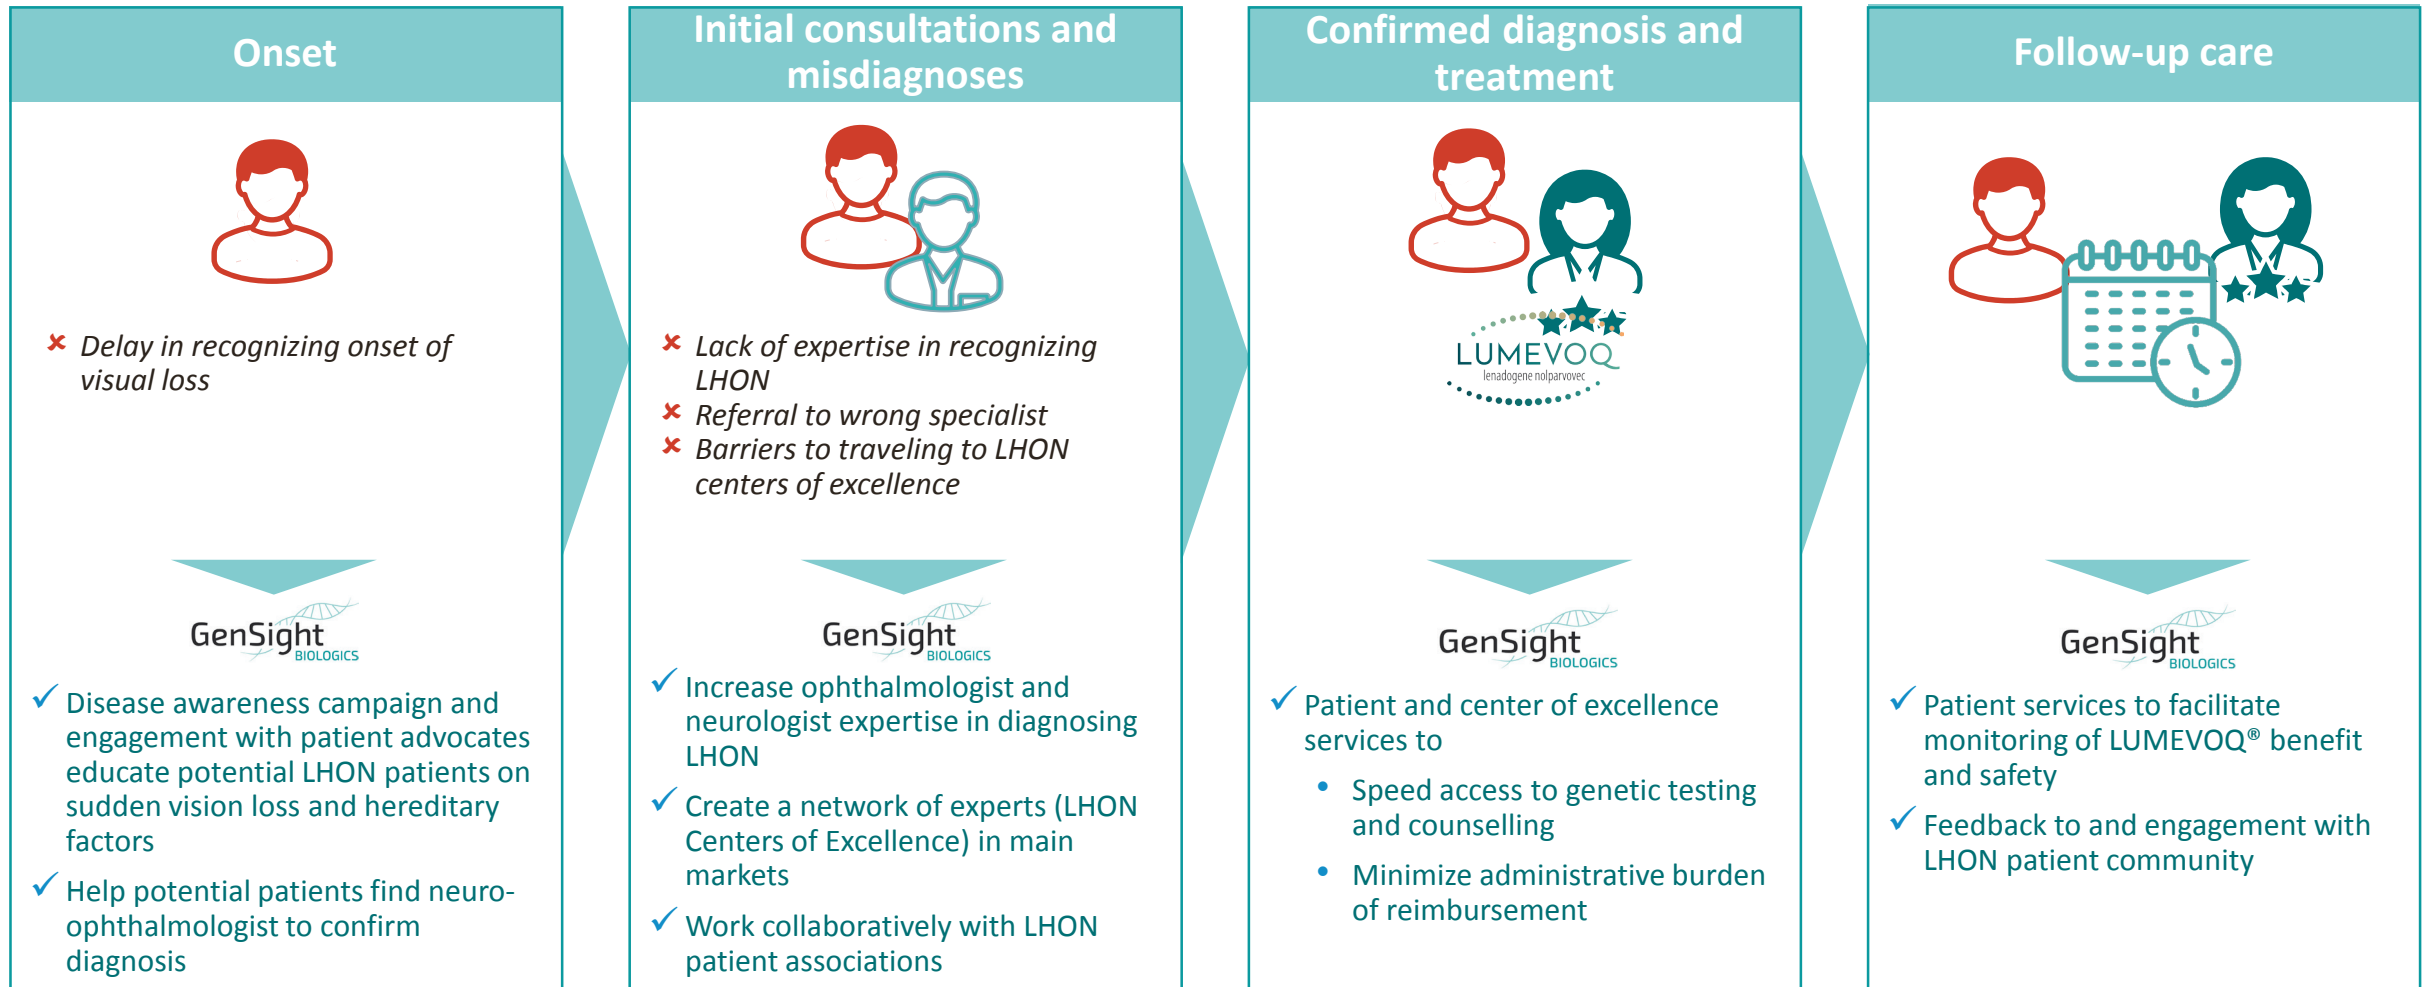 Onset
Delay in recognizing onset of
visual loss
GenSight
BIOLOGICS
Disease awareness campaign and
engagement with patient advocates
educate potential LHON patients on
sudden vision loss and hereditary
factors
Help potential patients find neuro-
ophthalmologist to confirm
diagnosis
Initial consultations and
misdiagnoses
Lack of expertise in recognizing
LHON
Referral to wrong specialist
Barriers to traveling to LHON
centers of excellence
GenSight
BIOLOGICS
Increase ophthalmologist and
neurologist expertise in diagnosing
LHON
Create a network of experts (LHON
Centers of Excellence) in main
markets
Work collaboratively with LHON
patient associations
Confirmed diagnosis and
treatment
LUMEVOQ
lenadogene nolparvovec
GenSight
BIOLOGICS
Patient and center of excellence
services to
Speed access to genetic testing
and counselling
Minimize administrative burden
of reimbursement
Follow-up care
GenSight
BIOLOGICS
Patient services to facilitate
monitoring of LUMEVOQ® benefit
and safety
Feedback to and engagement with
LHON patient community